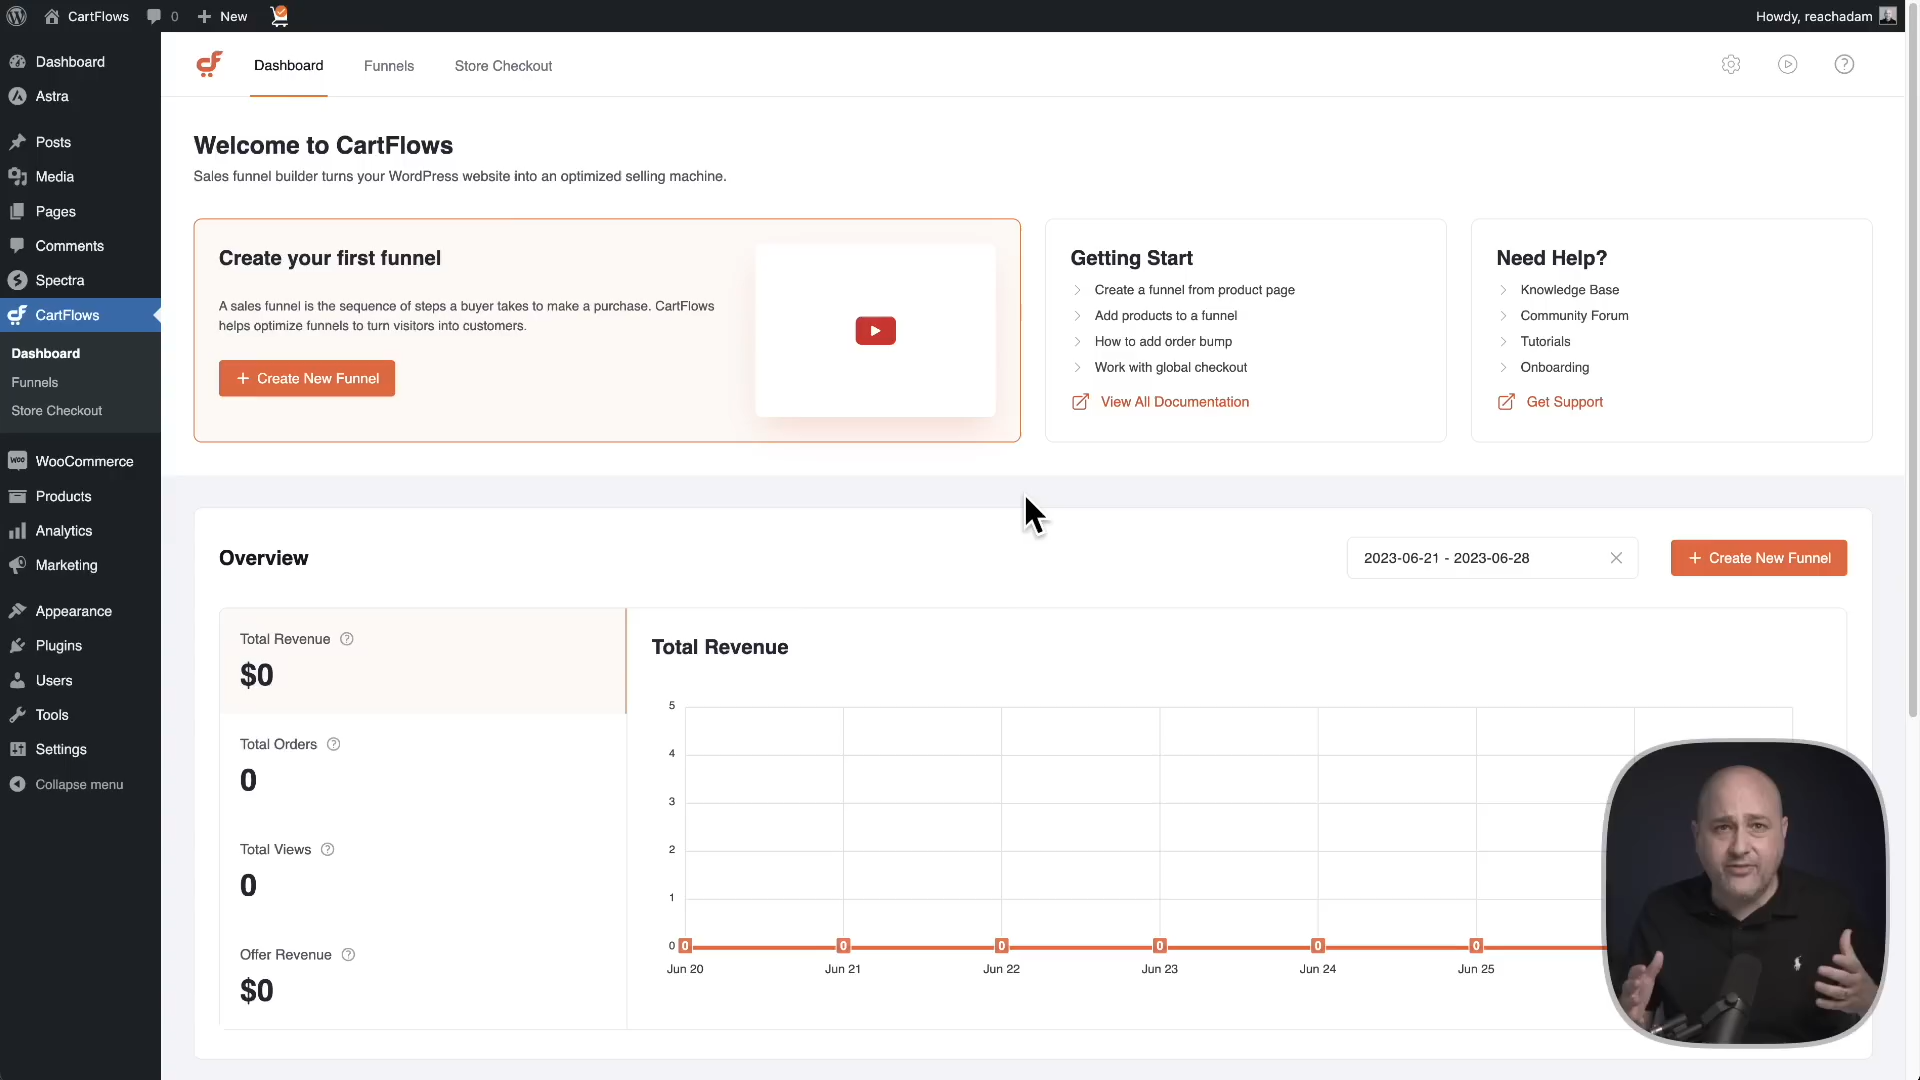 CartFlows
0
New
Howdy, reachadam
Dashboard
Astra
Posts
Media
Pages
Comments
Spectra
CartFlows
Dashboard
Funnels
Store Checkout
WooCommerce
Products
Analytics
Marketing
Appearance
Plugins
Users
Tools
Settings
Collapse menu
Dashboard
Funnels
Store Checkout
Welcome to CartFlows
Sales funnel builder turns your WordPress website into an optimized selling machine.
Create your first funnel
A sales funnel is the sequence of steps a buyer takes to make a purchase. CartFlows
helps optimize funnels to turn visitors into customers.
+ Create New Funnel
Getting Start
Create a funnel from product page
Add products to a funnel
How to add order bump
Work with global checkout
View All Documentation
Need Help?
Knowledge Base
Community Forum
Tutorials
Onboarding
Get Support
Overview
2023-06-21 - 2023-06-28
+ Create New Funnel
Total Revenue
$0
Total Orders
0
Total Views
0
Offer Revenue
$0
Total Revenue
5
4
3
2
1
0
0 0 0 0 0 0
Jun 20 Jun 21 Jun 22 Jun 23 Jun 24 Jun 25